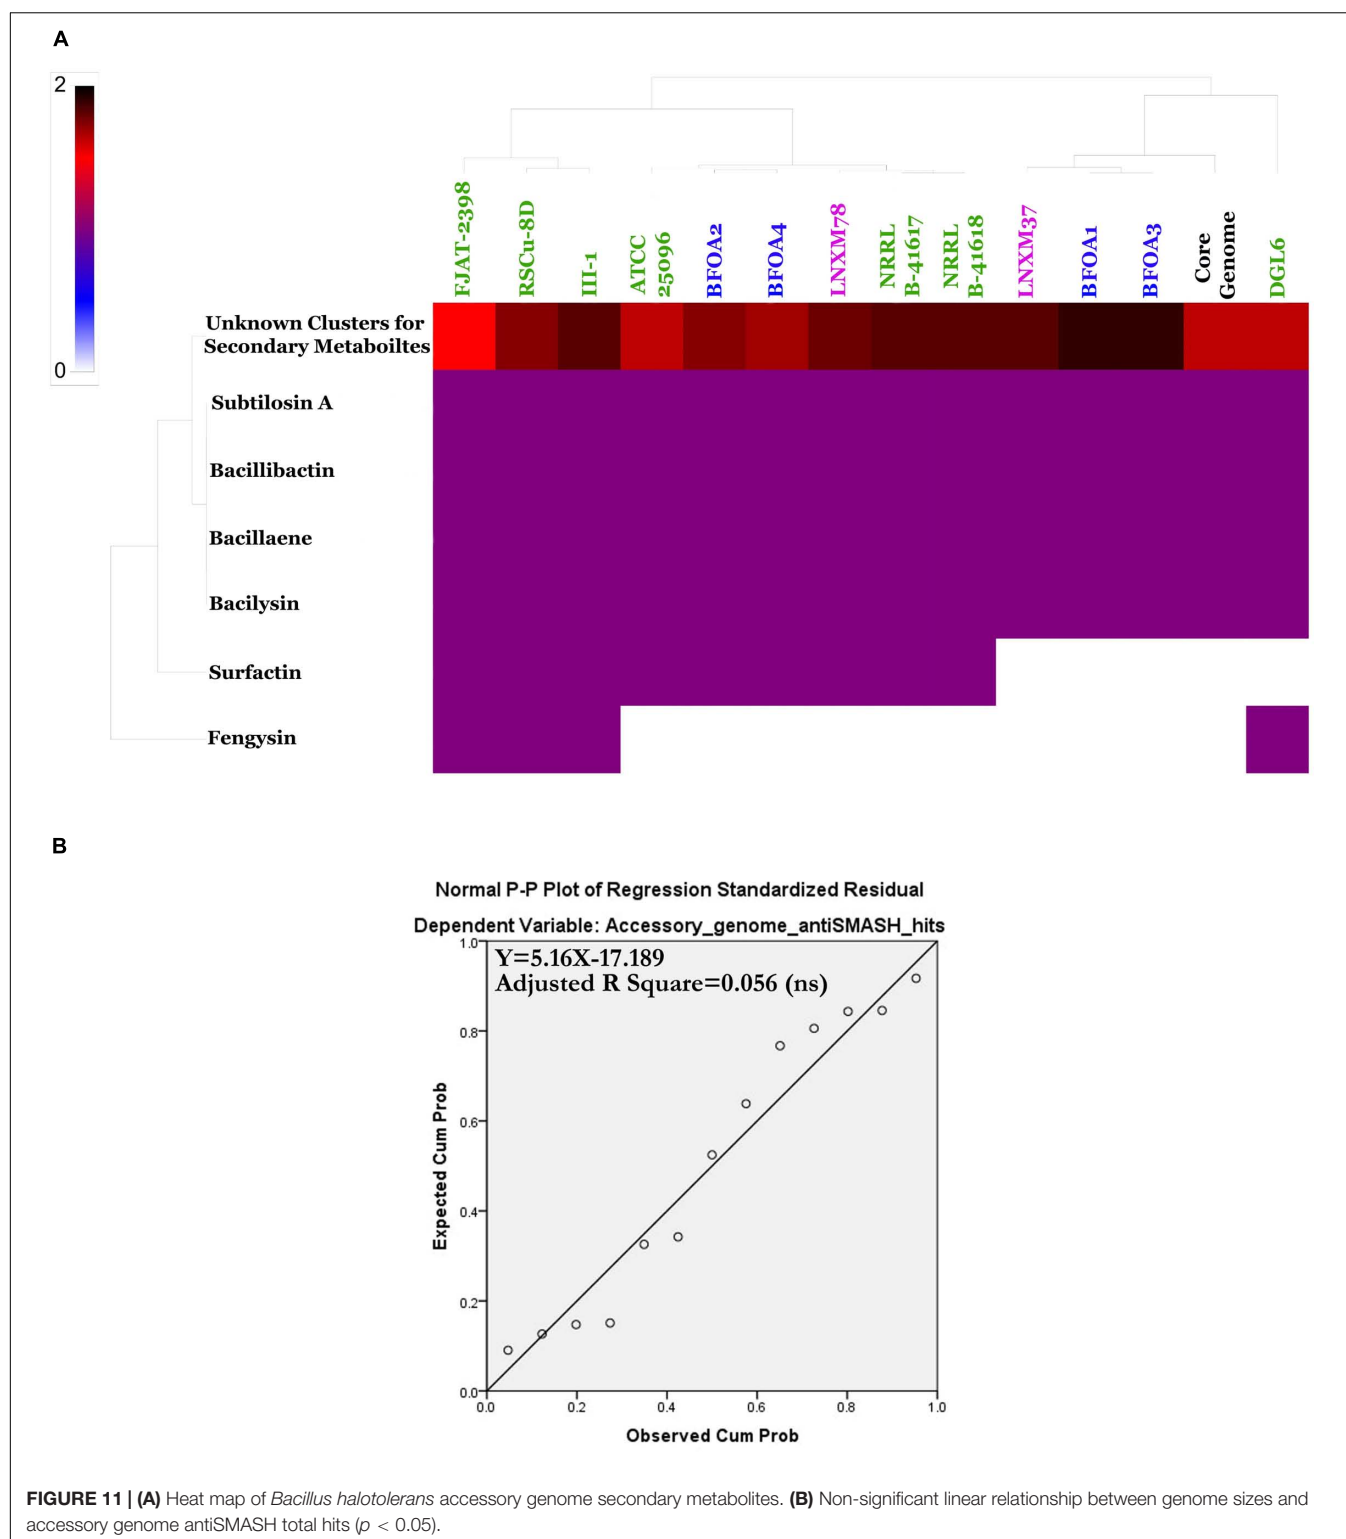 A
2
0
FJAT-2398
RSCu-8D
III-1
ATCC
25096
BFOA2
BFOA4
LNXM78
NRRL
B-41617
NRRL
B-41618
LNXM37
BFOA1
BFOA3
Core
Genome
DGL6
Unknown Clusters for
Secondary Metaboiltes
Subtilosin A
Bacillibactin
Bacillaene
Bacilysin
Surfactin
Fengysin
B
Normal P-P Plot of Regression Standardized Residual
Dependent Variable: Accessory_genome_antiSMASH_hits
Y=5.16X-17.189
Adjusted R Square=0.056 (ns)
1.0
0.8
0.6
0.4
0.2
0.0
Expected Cum Prob
0.0 0.2 0.4 0.6 0.8 1.0
Observed Cum Prob
FIGURE 11 | (A) Heat map of Bacillus halotolerans accessory genome secondary metabolites. (B) Non-significant linear relationship between genome sizes and
accessory genome antiSMASH total hits (p < 0.05).